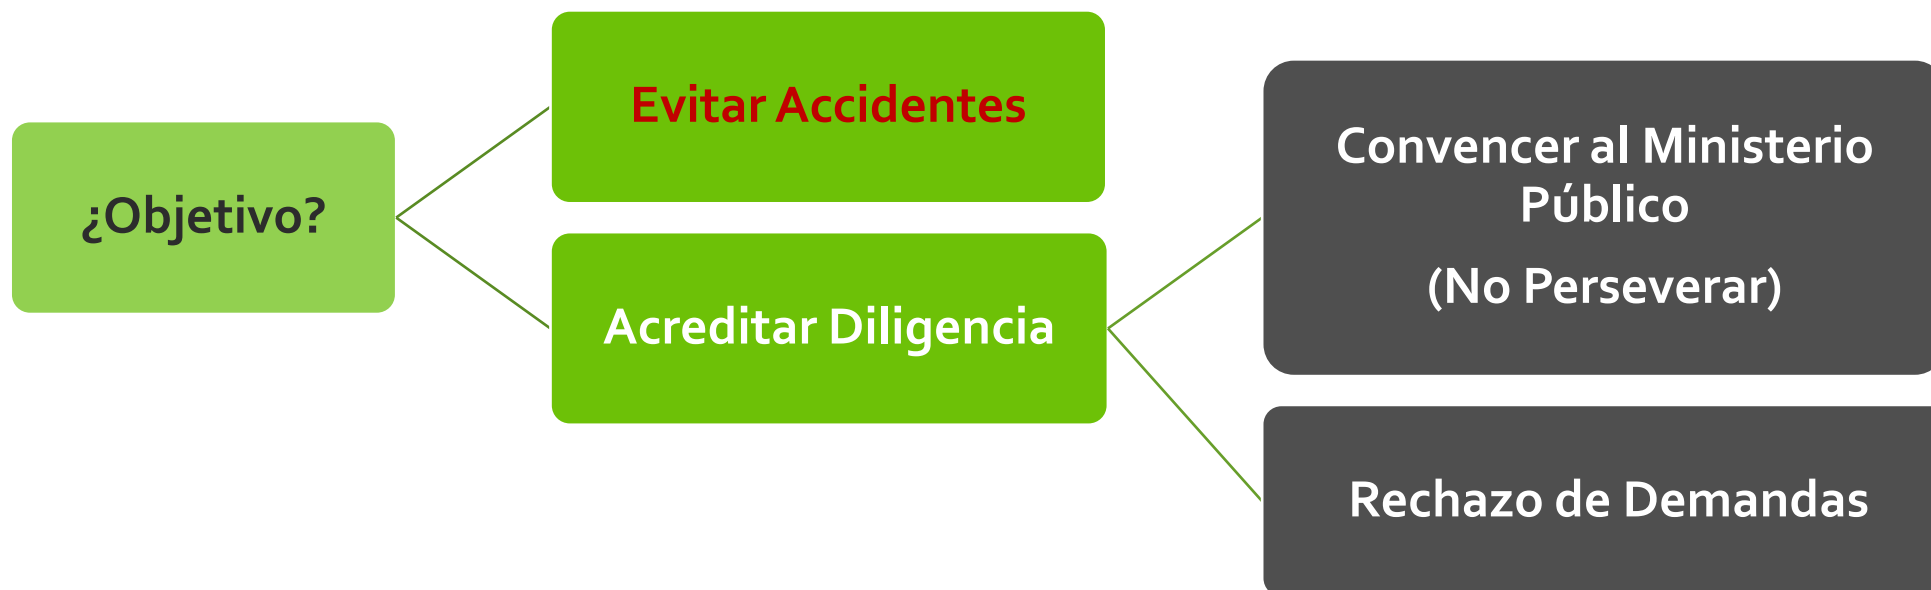 ¿Objetivo?
Evitar Accidentes
Acreditar Diligencia
Convencer al Ministerio
Público
(No Perseverar)
Rechazo de Demandas